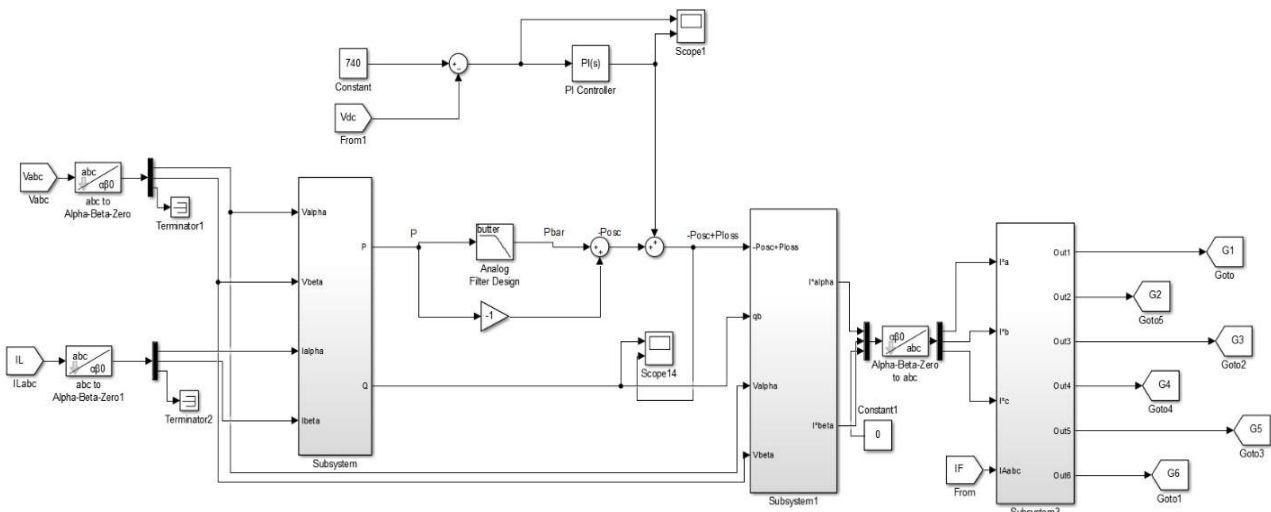 Scope1
740
Constant
PI(s)
PI Controller
Vdc
From1
Vabc
Vabc
abc
αβ0
abc to
Alpha-Beta-Zero
Terminator1
Valpha
Vbeta
Ialpha
Ibeta
P
Q
Subsystem
P
butter
Analog
Filter Design
Pbar
-1
-Posc
-Posc+Ploss
Scope14
IL
ILabc
abc
αβ0
abc to
Alpha-Beta-Zero1
Terminator2
-Posc+Ploss
qb
Valpha
Vbeta
I*alpha
I*beta
Subsystem1
αβ0
abc
Alpha-Beta-Zero
to abc
Constant1
0
I*a
I*b
I*c
IAabc
IF
From
Out1
Out2
Out3
Out4
Out5
Out6
Subsystem3
G1
Goto
G2
Goto5
G3
Goto2
G4
Goto4
G5
Goto3
G6
Goto1